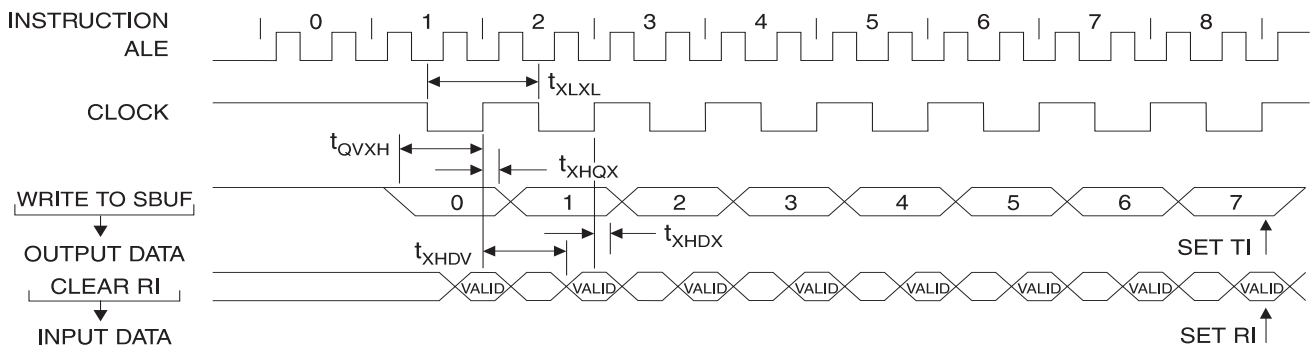 INSTRUCTION 0 1 2 3 4 5 6 7 8
ALE
tXLXL
CLOCK
tQVXH
tXHQX
WRITE TO SBUF 0 1 2 3 4 5 6 7
OUTPUT DATA tXHDV tXHDX SET TI
CLEAR RI VALID VALID VALID VALID VALID VALID VALID VALID
INPUT DATA SET RI